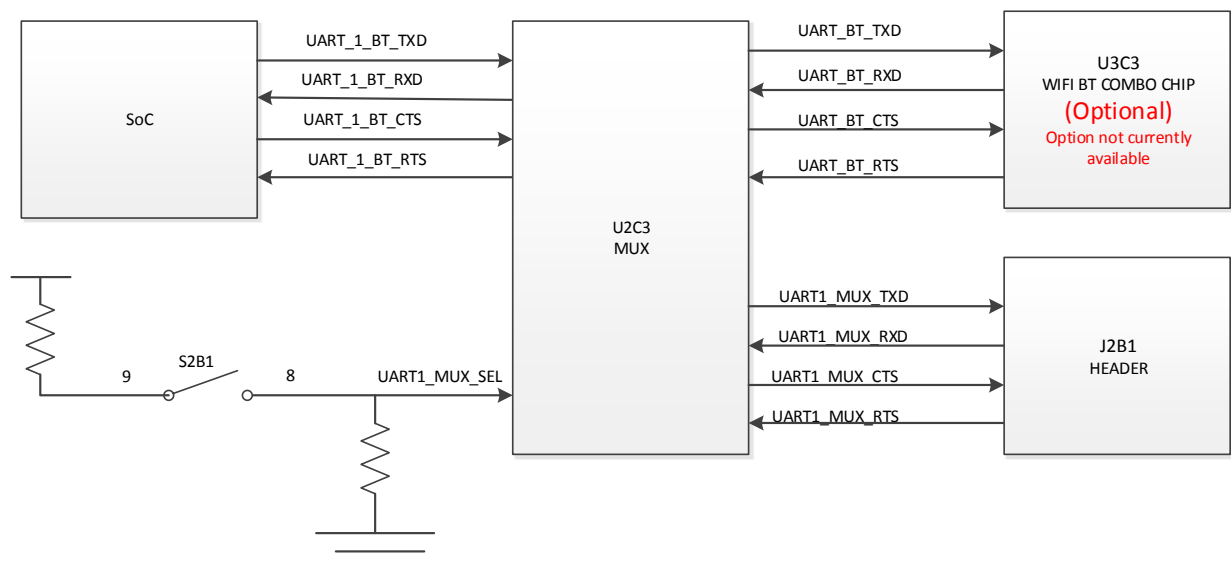 SoC
UART_1_BT_TXD
UART_1_BT_RXD
UART_1_BT_CTS
UART_1_BT_RTS
U2C3
MUX
UART_BT_TXD
UART_BT_RXD
UART_BT_CTS
UART_BT_RTS
U3C3
WIFI BT COMBO CHIP
(Optional)
Option not currently
available
9
S2B1
8
UART1_MUX_SEL
UART1_MUX_TXD
UART1_MUX_RXD
UART1_MUX_CTS
UART1_MUX_RTS
J2B1
HEADER